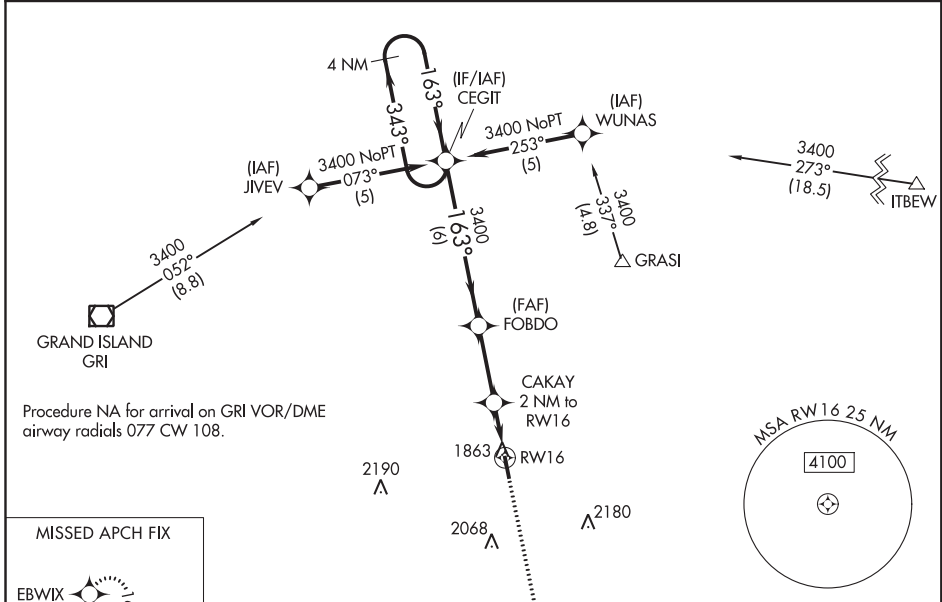 4 NM
163°
343°
(IF/IAF)
CEGIT
(IAF)
WUNAS
3400 NoPT
253°
(5)
3400 NoPT
073°
(5)
(IAF)
JIVEV
3400
273°
(18.5)
ITBEW
3400
337°
(4.8)
GRASI
3400
052°
(8.8)
GRAND ISLAND
GRI
3400
163°
(6)
(FAF)
FOBDO
CAKAY
2 NM to
RW16
1863
RW16
Procedure NA for arrival on GRI VOR/DME
airway radials 077 CW 108.
2190
2068
2180
MSA RW16 25 NM
4100
MISSED APCH FIX
EBWIX